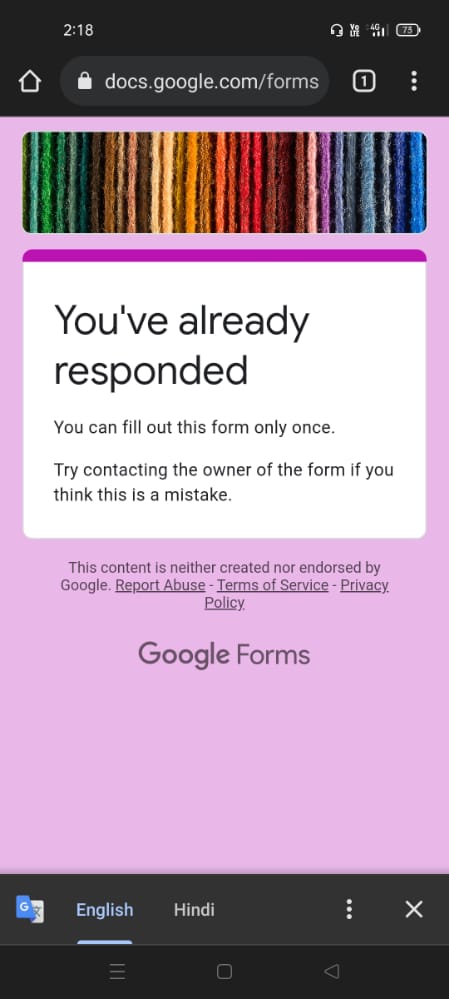 2:18
Vo LTE 4G 73
docs.google.com/forms
1
You've already
responded
You can fill out this form only once.
Try contacting the owner of the form if you
think this is a mistake.
This content is neither created nor endorsed by
Google. Report Abuse - Terms of Service - Privacy
Policy
Google Forms
G 文 English Hindi